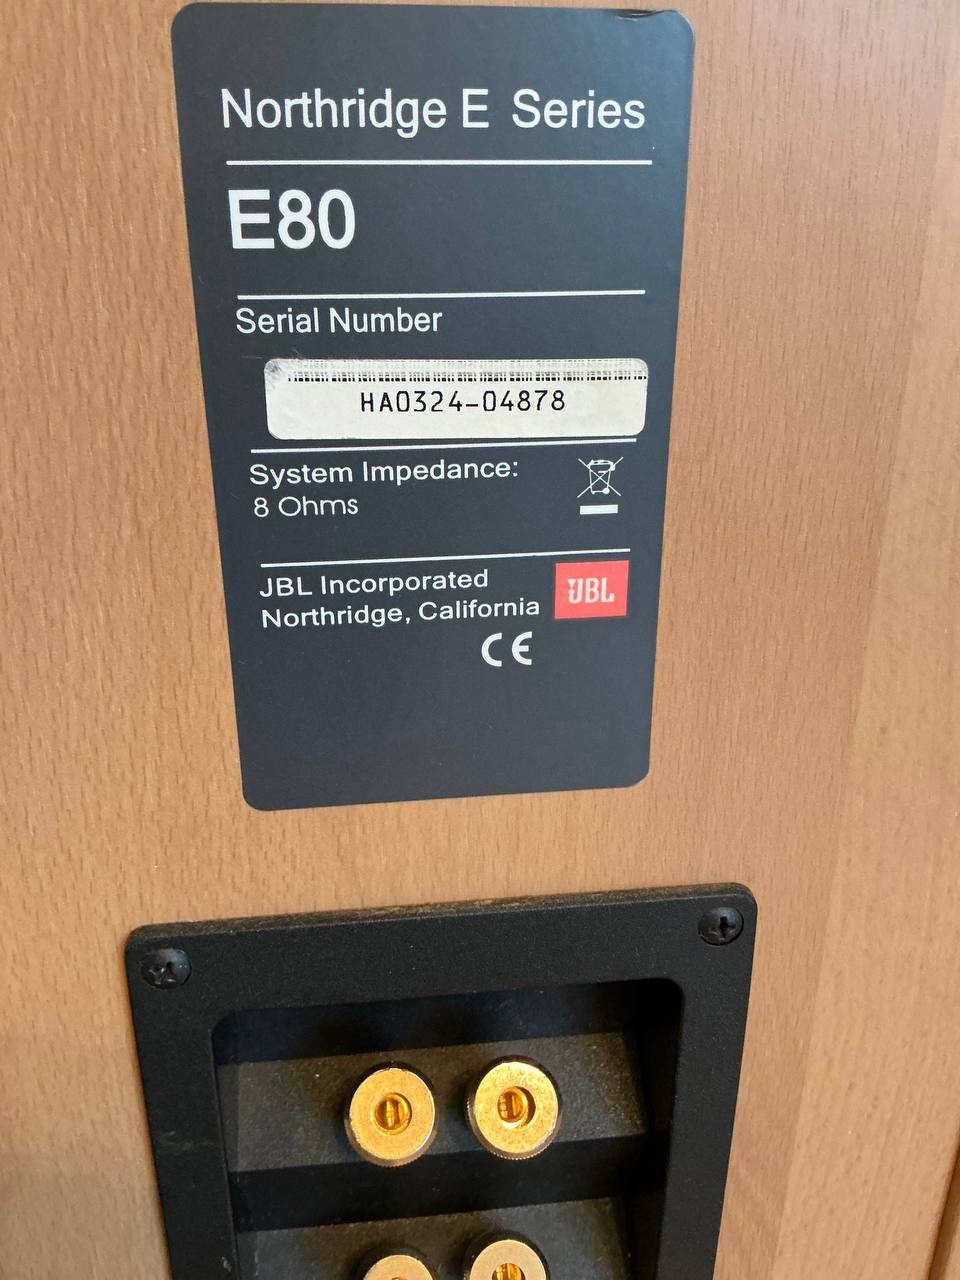 Northridge E Series
E80
Serial Number
HA0324-04878
System Impedance:
8 Ohms
JBL Incorporated
Northridge, California
JBL
CE